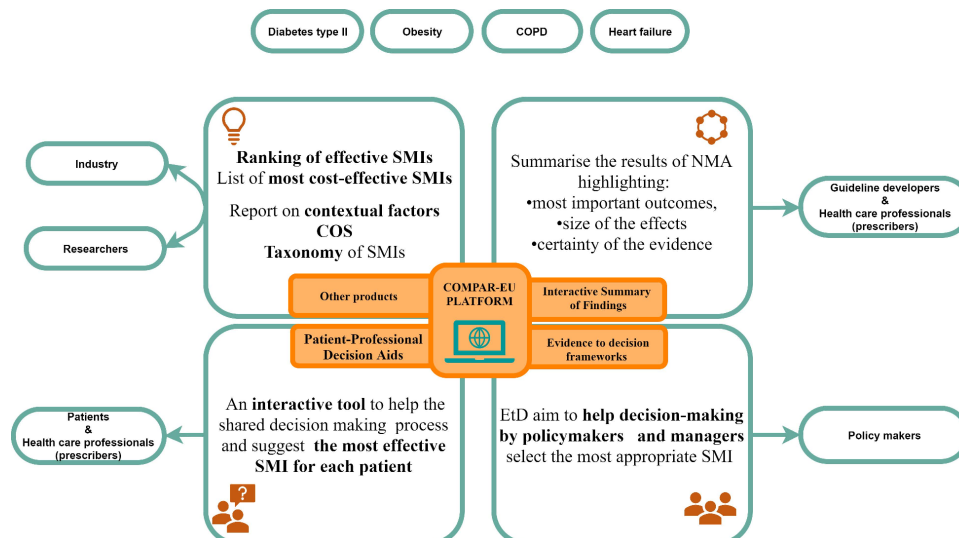 Diabetes type II
Obesity
COPD
Heart failure
Industry
Researchers
Ranking of effective SMIs
List of most cost-effective SMIs
Report on contextual factors
COS
Taxonomy of SMIs
Summarise the results of NMA
highlighting:
•most important outcomes,
•size of the effects
•certainty of the evidence
Guideline developers
&
Health care professionals
(prescribers)
Other products
COMPAR-EU
PLATFORM
Interactive Summary
of Findings
Patient-Professional
Decision Aids
Evidence to decision
frameworks
Patients
&
Health care professionals
(prescribers)
An interactive tool to help the
shared decision making process
and suggest the most effective
SMI for each patient
?
EtD aim to help decision-making
by policymakers and managers
select the most appropriate SMI
Policy makers